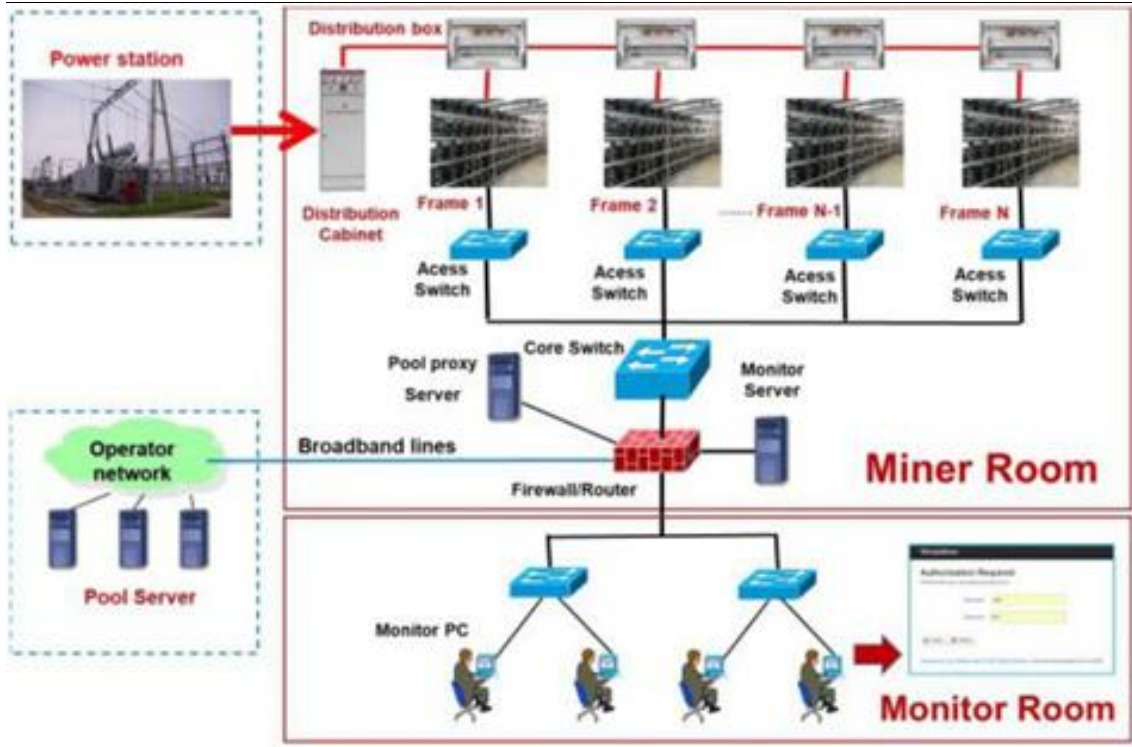 Power station
Distribution box
Distribution
Cabinet
Frame 1
Frame 2
...... Frame N-1
Frame N
Acess
Switch
Acess
Switch
Acess
Switch
Acess
Switch
Core Switch
Pool proxy
Server
Monitor
Server
Operator
network
Broadband lines
Firewall/Router
Miner Room
Pool Server
Monitor PC
Authorization Required
Monitor Room